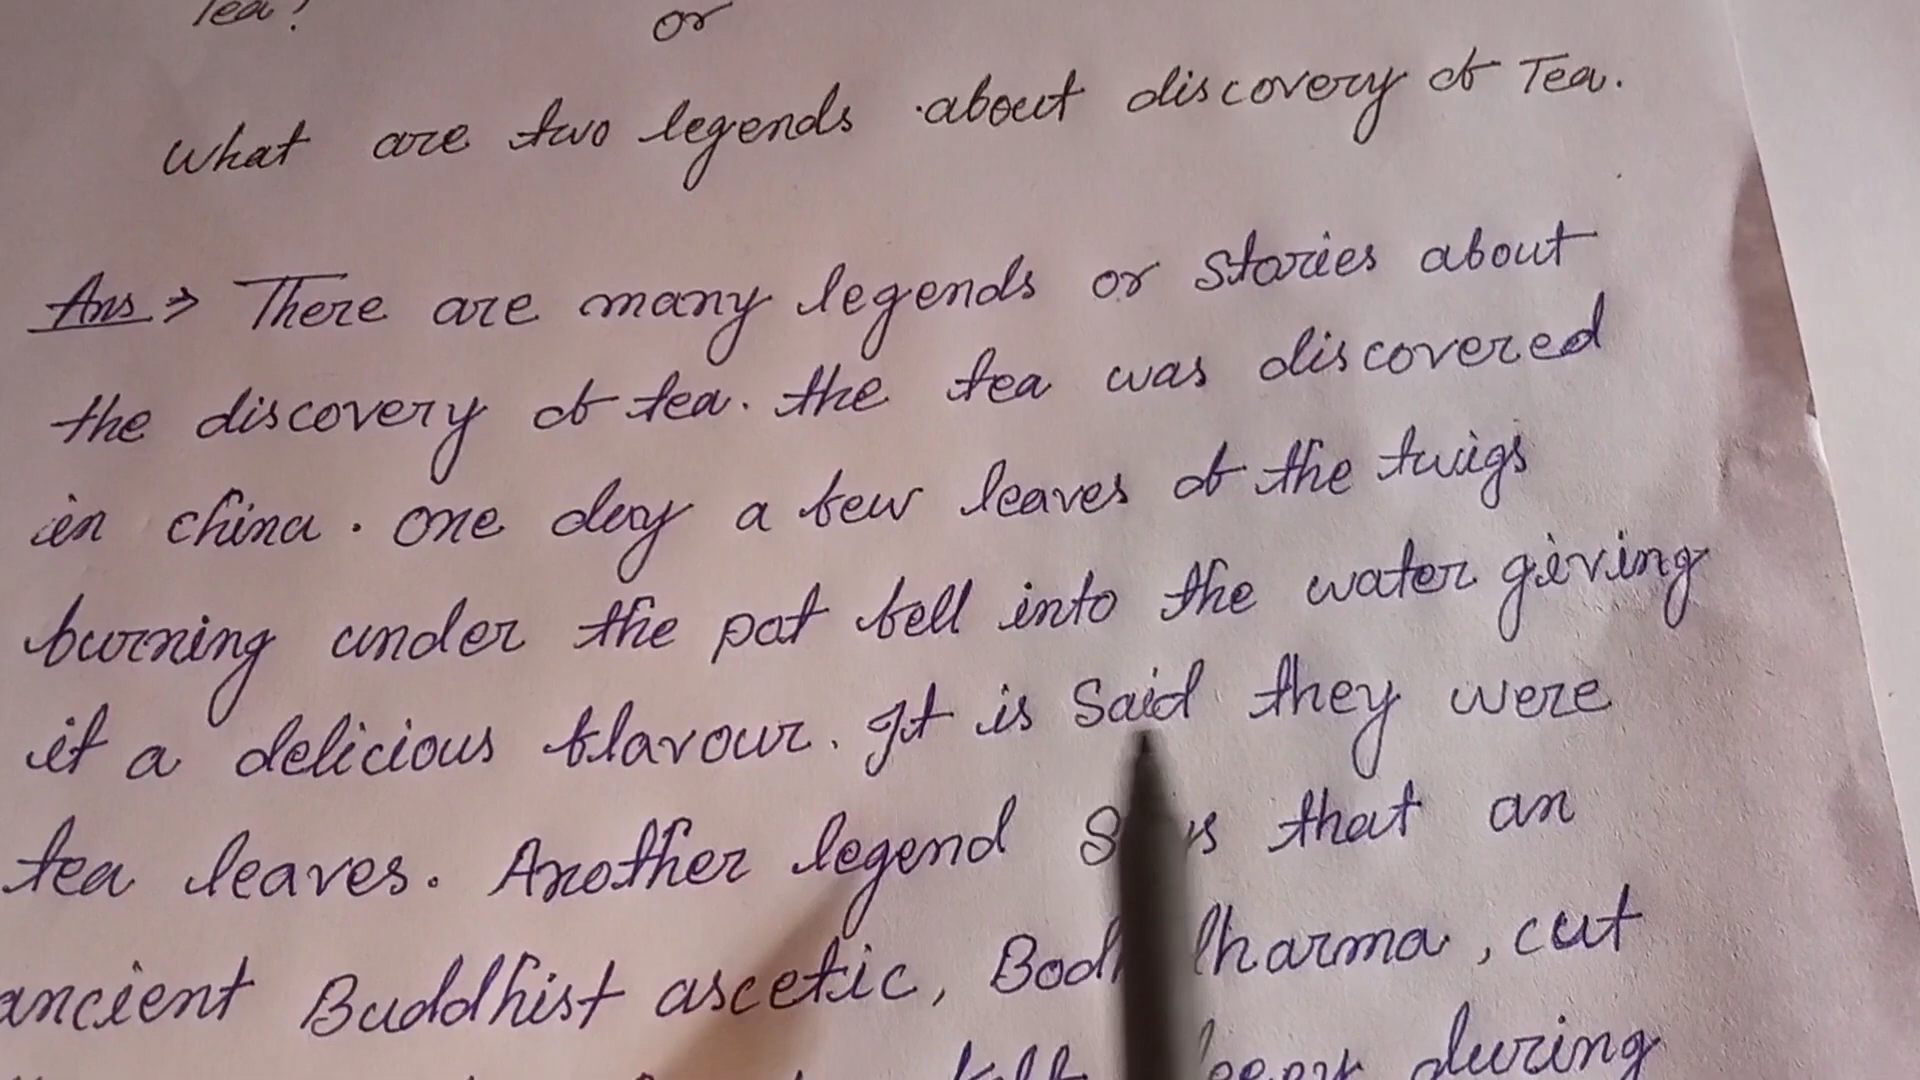 Tea?
or
What are two legends about discovery of Tea.
Ans ⇒ There are many legends or stories about
the discovery of tea. the tea was discovered
in china. one day a few leaves of the twigs
burning under the pot fell into the water giving
it a delicious flavour. It is said they were
tea leaves. Another legend that an
ancient Buddhist ascetic, cut
during